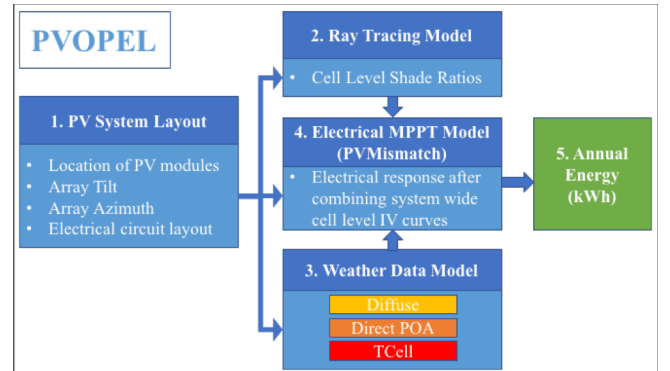 PVOPEL
1. PV System Layout
• Location of PV modules
• Array Tilt
• Array Azimuth
• Electrical circuit layout
2. Ray Tracing Model
• Cell Level Shade Ratios
4. Electrical MPPT Model
(PVMismatch)
• Electrical response after
combining system wide
cell level IV curves
3. Weather Data Model
Diffuse
Direct POA
TCell
5. Annual
Energy
(kWh)